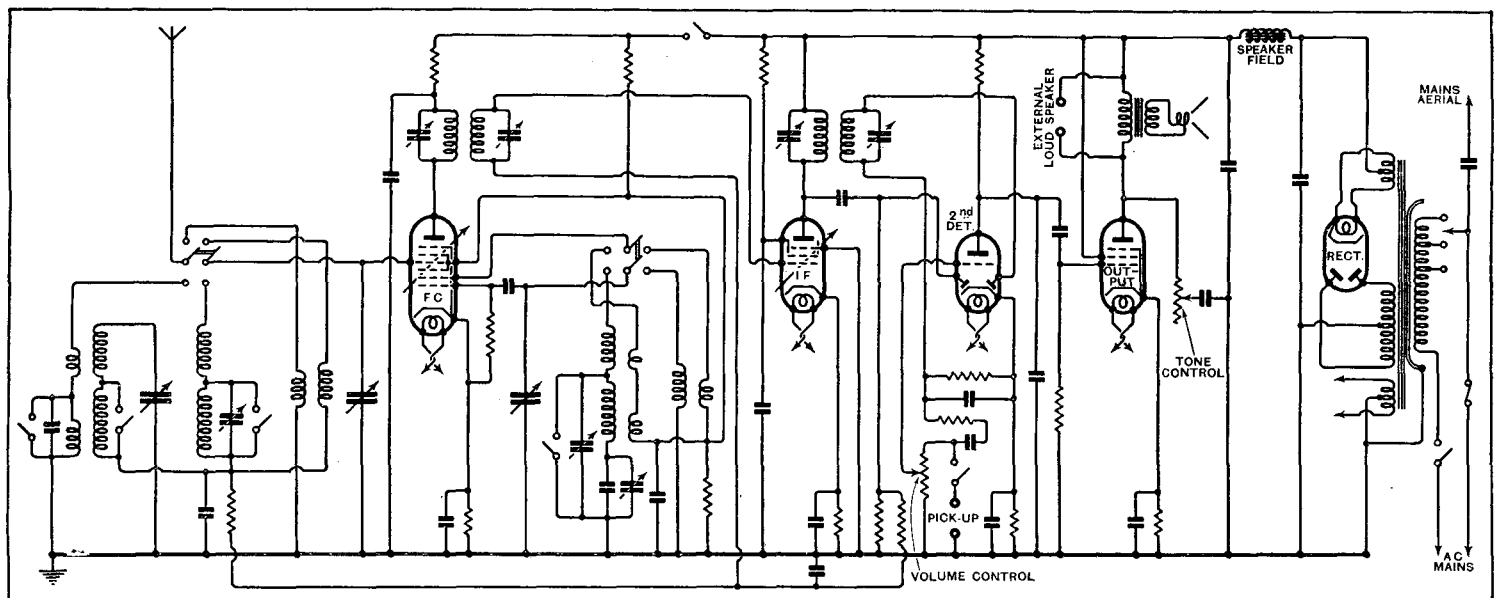 SPEAKER
FIELD
MAINS
AERIAL
EXTERNAL
LOUD SPEAKER
2nd
DET.
FC
IF
OUT-
PUT
RECT.
TONE
CONTROL
PICK-UP
VOLUME CONTROL
AC
MAINS